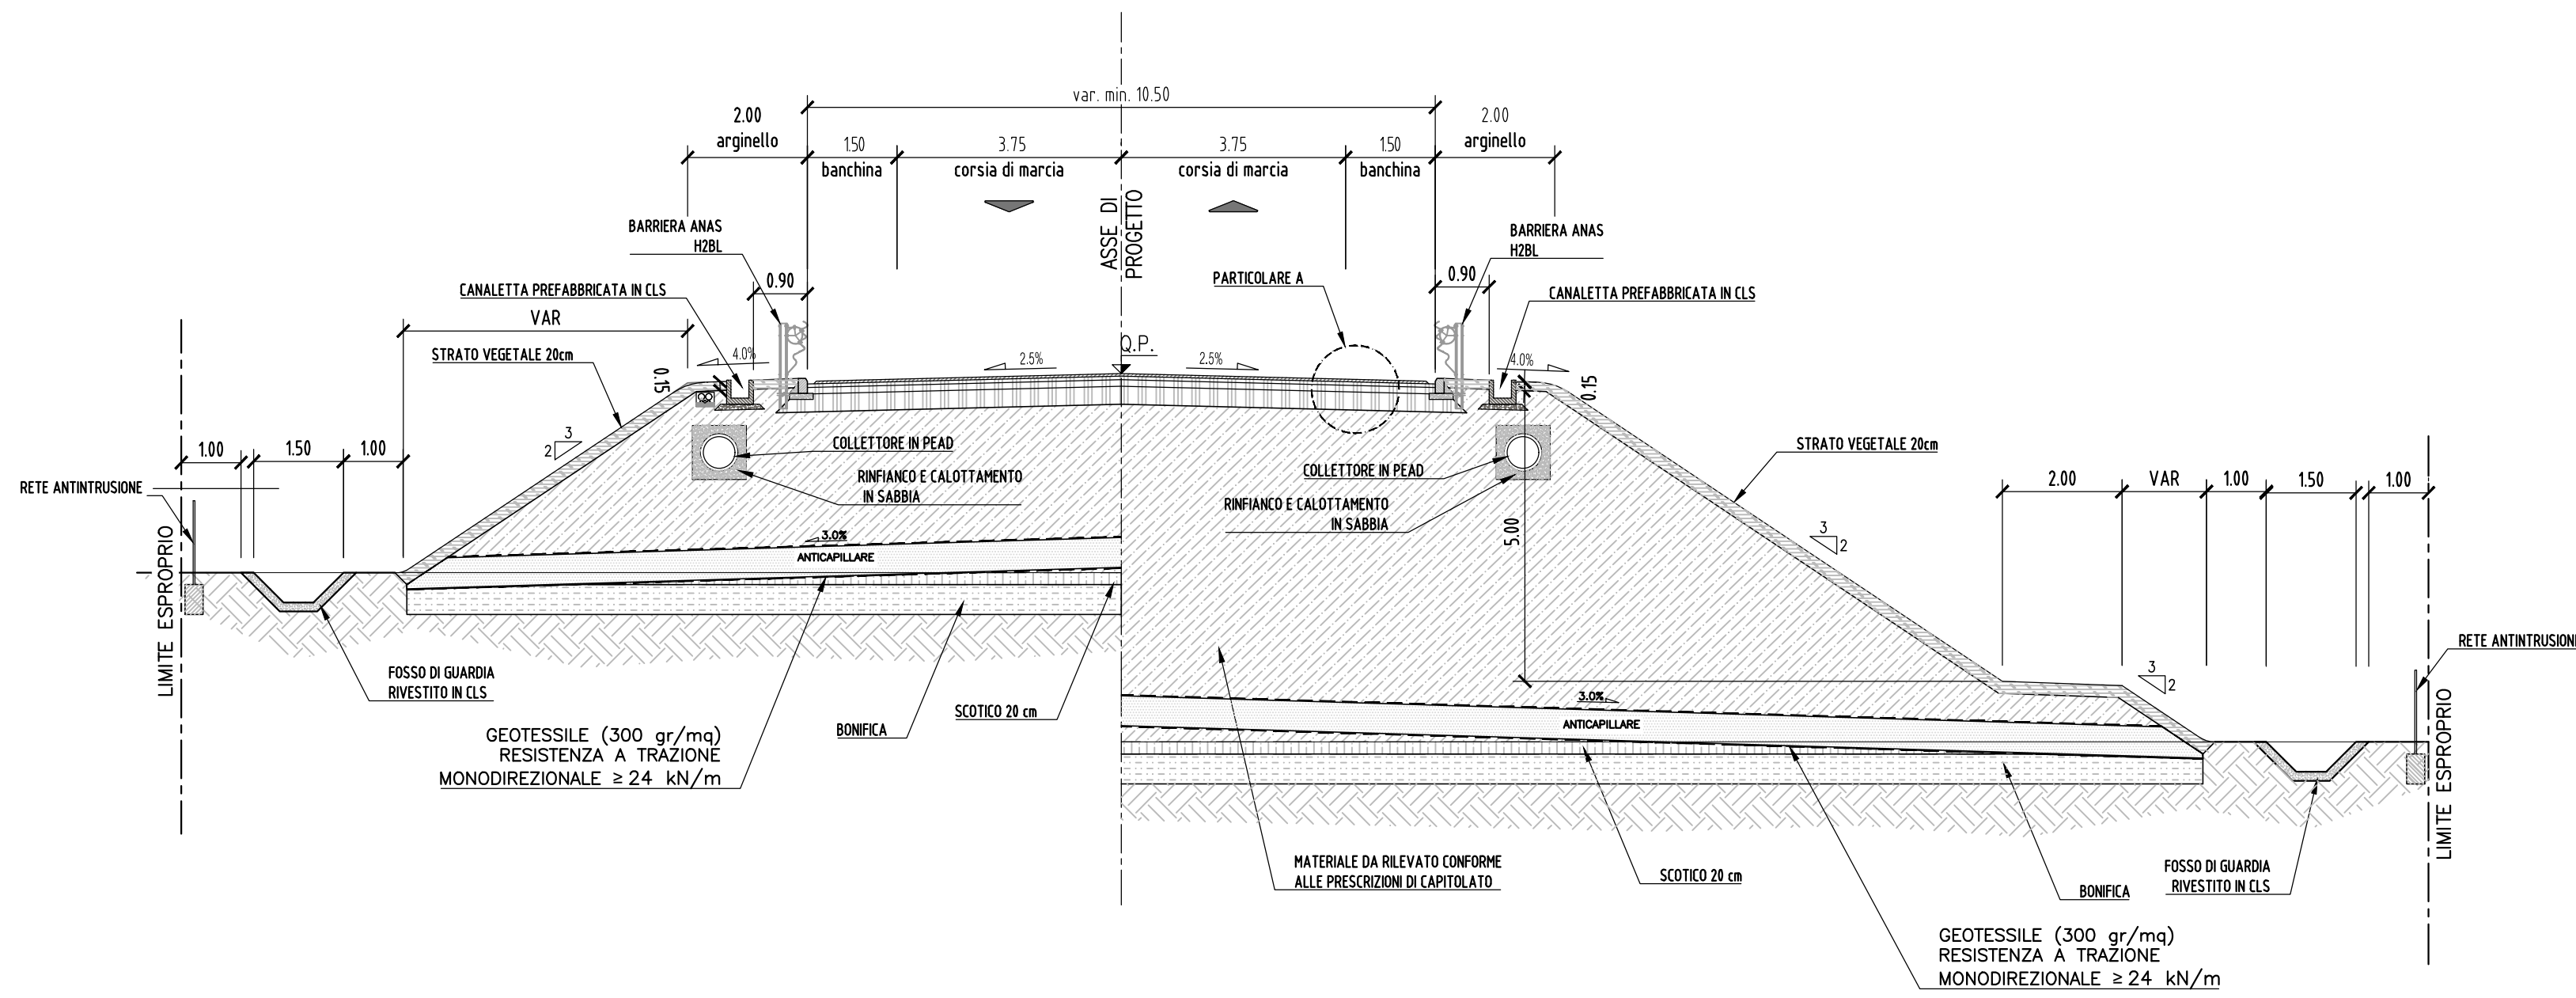 var. min. 10.50
2.00
arginello
1.50
banchina
3.75
corsia di marcia
3.75
corsia di marcia
1.50
banchina
2.00
arginello
ASSE DI
PROGETTO
BARRIERA ANAS
H2BL
0.90
CANALETTA PREFABBRICATA IN CLS
VAR
STRATO VEGETALE 20cm
0.15
4.0%
2.5%
Q.P.
2.5%
PARTICOLARE A
0.90
BARRIERA ANAS
H2BL
CANALETTA PREFABBRICATA IN CLS
4.0%
0.15
3
2
1.00
1.50
1.00
RETE ANTINTRUSIONE
LIMITE ESPROPRIO
COLLETTORE IN PEAD
RINFIANCO E CALOTTAMENTO
IN SABBIA
COLLETTORE IN PEAD
RINFIANCO E CALOTTAMENTO
IN SABBIA
5.00
STRATO VEGETALE 20cm
3
2
2.00
VAR
1.00
1.50
1.00
3.0%
ANTICAPILLARE
FOSSO DI GUARDIA
RIVESTITO IN CLS
GEOTESSILE (300 gr/mq)
RESISTENZA A TRAZIONE
MONODIREZIONALE ≥ 24 kN/m
BONIFICA
SCOTICO 20 cm
3.0%
ANTICAPILLARE
3
2
RETE ANTINTRUSIONE
LIMITE ESPROPRIO
MATERIALE DA RILEVATO CONFORME
ALLE PRESCRIZIONI DI CAPITOLATO
SCOTICO 20 cm
BONIFICA
FOSSO DI GUARDIA
RIVESTITO IN CLS
GEOTESSILE (300 gr/mq)
RESISTENZA A TRAZIONE
MONODIREZIONALE ≥ 24 kN/m